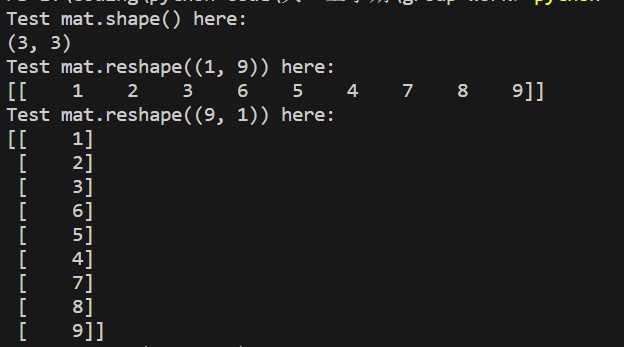 Test mat.shape() here:
(3, 3)
Test mat.reshape((1, 9)) here:
[[    1    2    3    6    5    4    7    8    9]]
Test mat.reshape((9, 1)) here:
[[    1]
 [    2]
 [    3]
 [    6]
 [    5]
 [    4]
 [    7]
 [    8]
 [    9]]